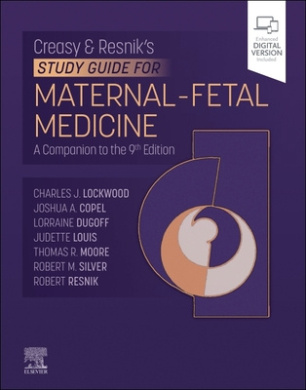 Enhanced
DIGITAL
VERSION
Included
Creasy & Resnik's
STUDY GUIDE FOR
MATERNAL-FETAL
MEDICINE
A Companion to the 9th Edition
CHARLES J. LOCKWOOD
JOSHUA A. COPEL
LORRAINE DUGOFF
JUDETTE LOUIS
THOMAS R. MOORE
ROBERT M. SILVER
ROBERT RESNIK
ELSEVIER